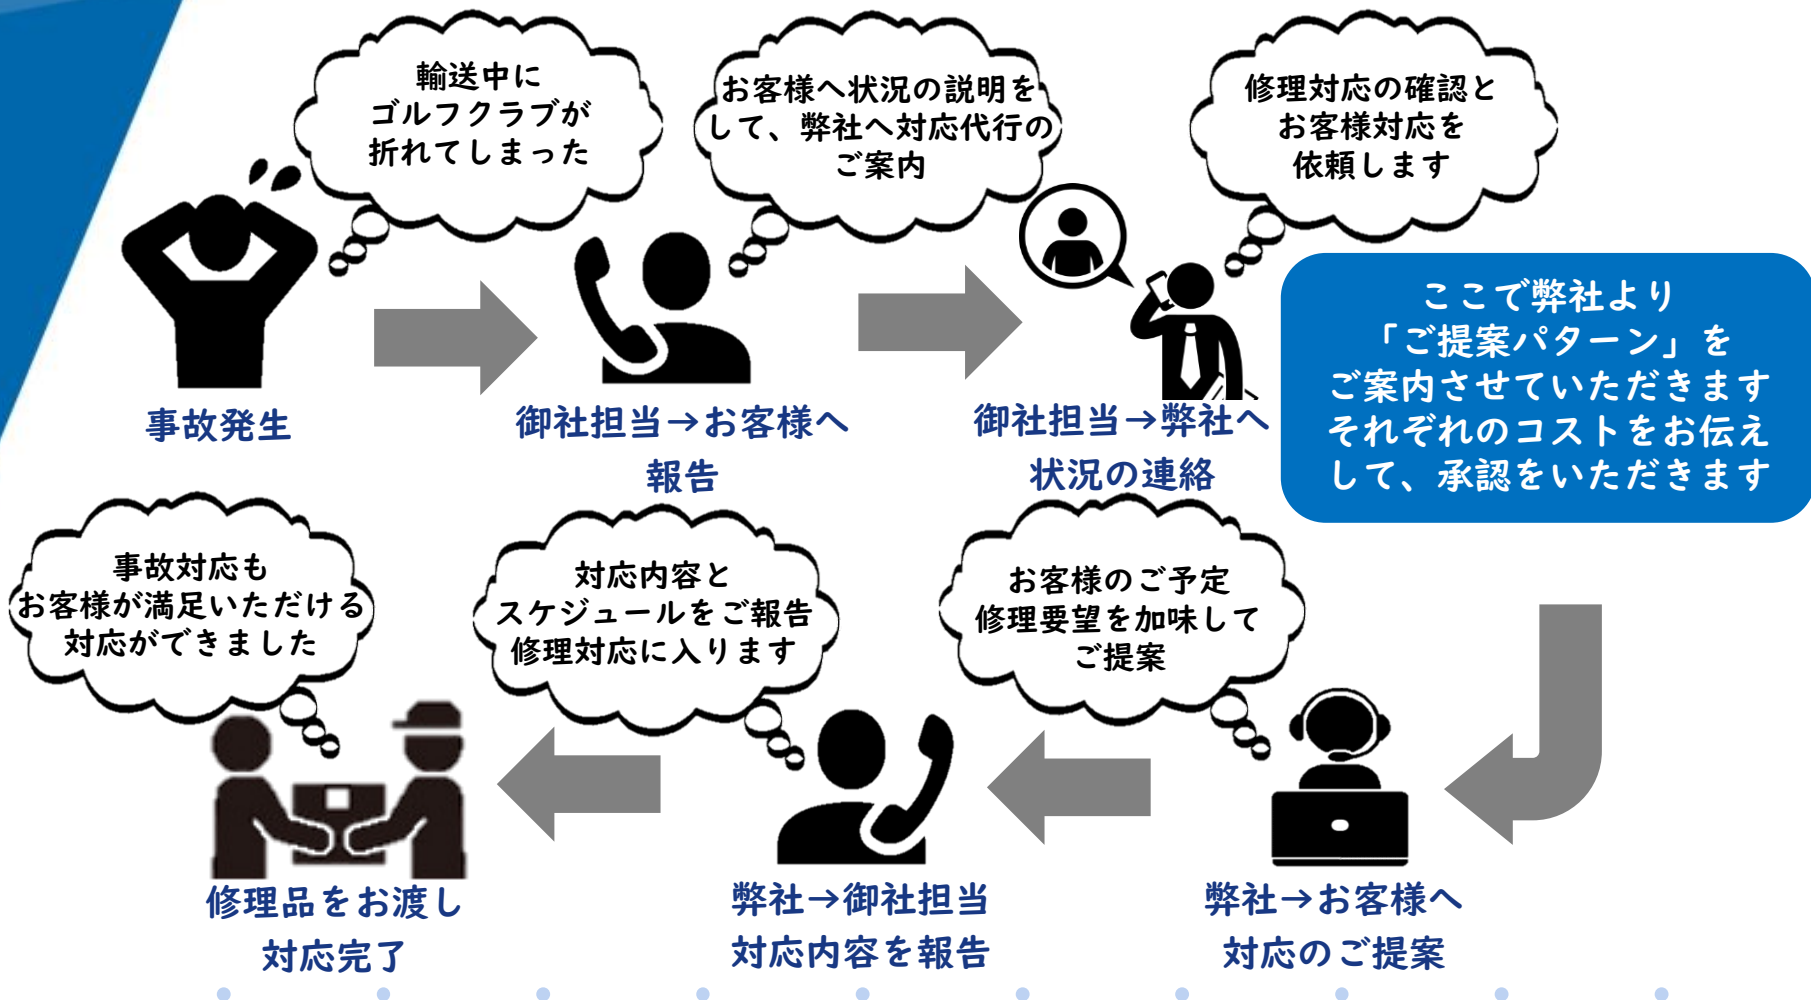 輸送中に
ゴルフクラブが
折れてしまった
事故発生
お客様へ状況の説明を
して、弊社へ対応代行の
ご案内
御社担当→お客様へ
報告
修理対応の確認と
お客様対応を
依頼します
御社担当→弊社へ
状況の連絡
ここで弊社より
「ご提案パターン」を
ご案内させていただきます
それぞれのコストをお伝え
して、承認をいただきます
お客様のご予定
修理要望を加味して
ご提案
弊社→お客様へ
対応のご提案
対応内容と
スケジュールをご報告
修理対応に入ります
弊社→御社担当
対応内容を報告
事故対応も
お客様が満足いただける
対応ができました
修理品をお渡し
対応完了